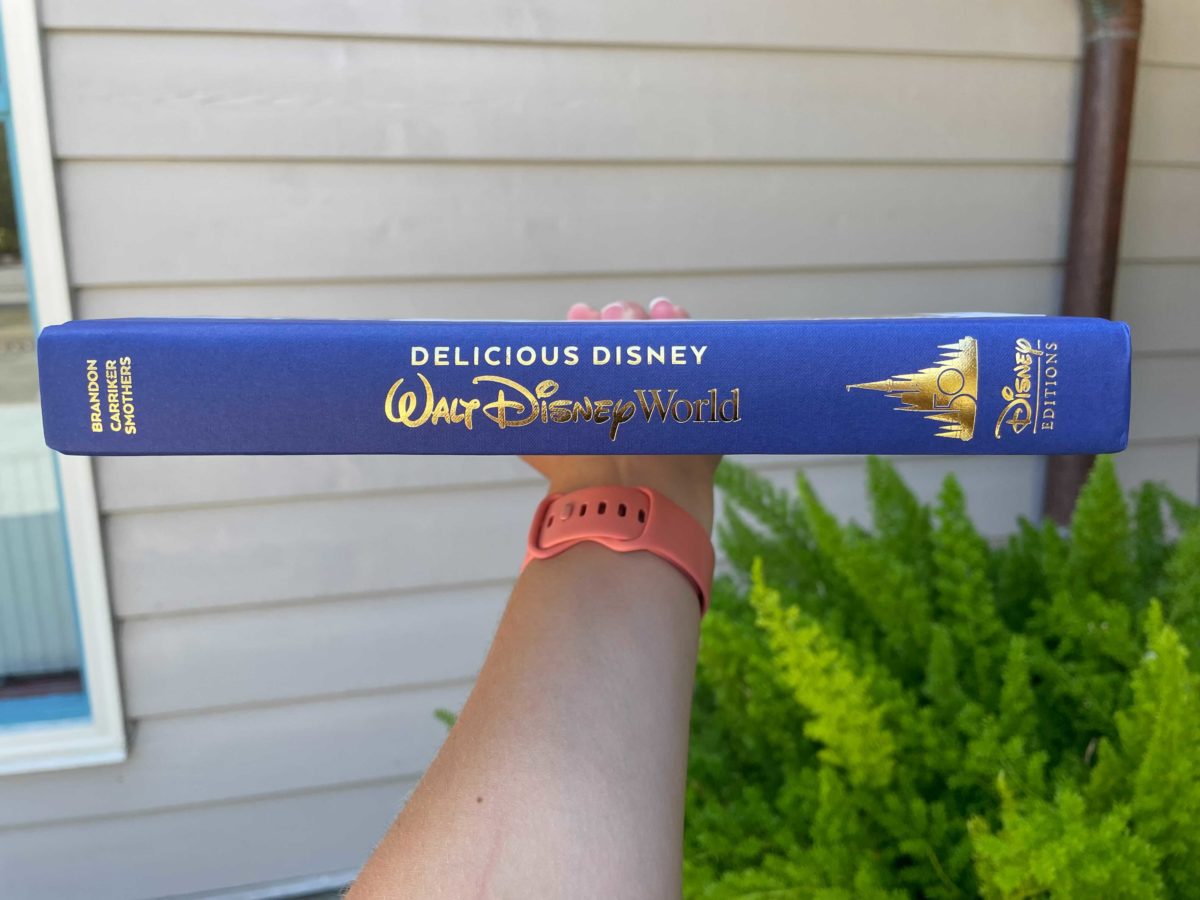 BRANDON
CARRIKER
SMOTHERS
DELICIOUS DISNEY
WALT DISNEY World
50
DISNEY
EDITIONS